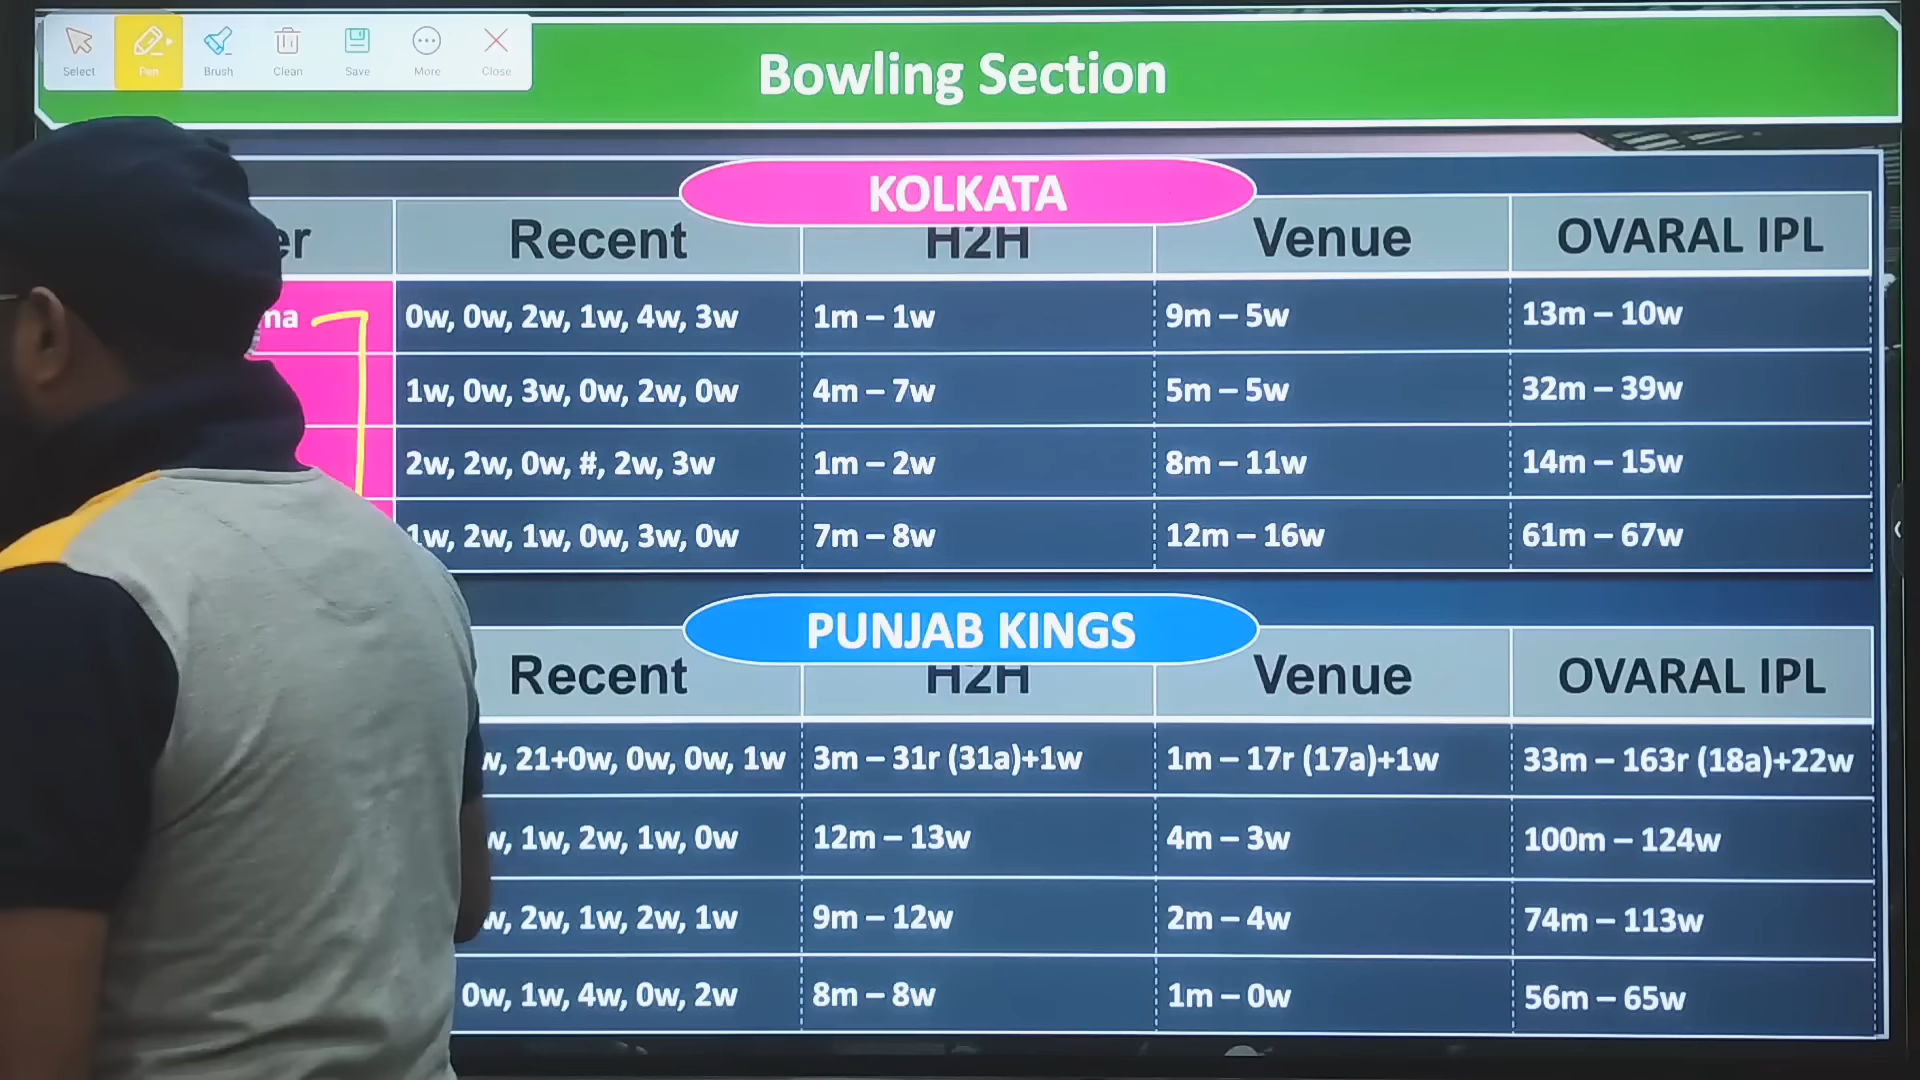 Select Pen Brush Clean Save More Close
Bowling Section
KOLKATA
Recent H2H Venue OVARAL IPL
0w, 0w, 2w, 1w, 4w, 3w 1m – 1w 9m – 5w 13m – 10w
1w, 0w, 3w, 0w, 2w, 0w 4m – 7w 5m – 5w 32m – 39w
2w, 2w, 0w, #, 2w, 3w 1m – 2w 8m – 11w 14m – 15w
1w, 2w, 1w, 0w, 3w, 0w 7m – 8w 12m – 16w 61m – 67w
PUNJAB KINGS
Recent H2H Venue OVARAL IPL
w, 21+0w, 0w, 0w, 1w 3m – 31r (31a)+1w 1m – 17r (17a)+1w 33m – 163r (18a)+22w
w, 1w, 2w, 1w, 0w 12m – 13w 4m – 3w 100m – 124w
w, 2w, 1w, 2w, 1w 9m – 12w 2m – 4w 74m – 113w
0w, 1w, 4w, 0w, 2w 8m – 8w 1m – 0w 56m – 65w